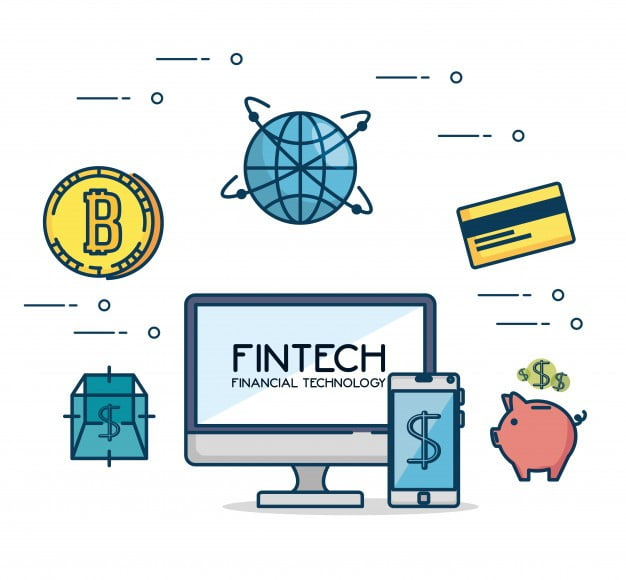 B
FINTECH
FINANCIAL TECHNOLOGY
$
$
$ $ $